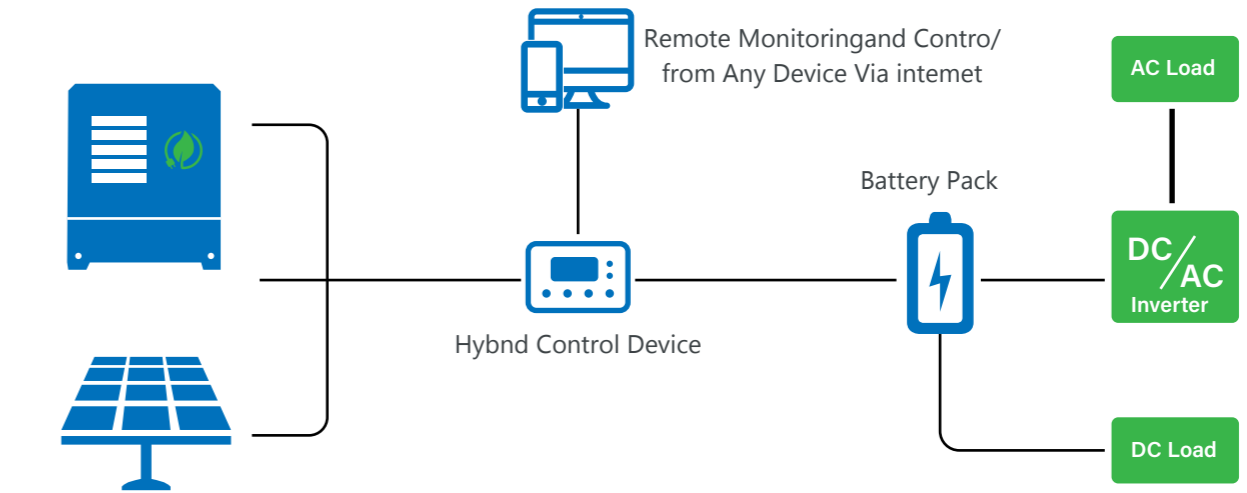 Remote Monitoringand Contro/
from Any Device Via intemet
AC Load
Battery Pack
DC/AC
Inverter
Hybnd Control Device
DC Load